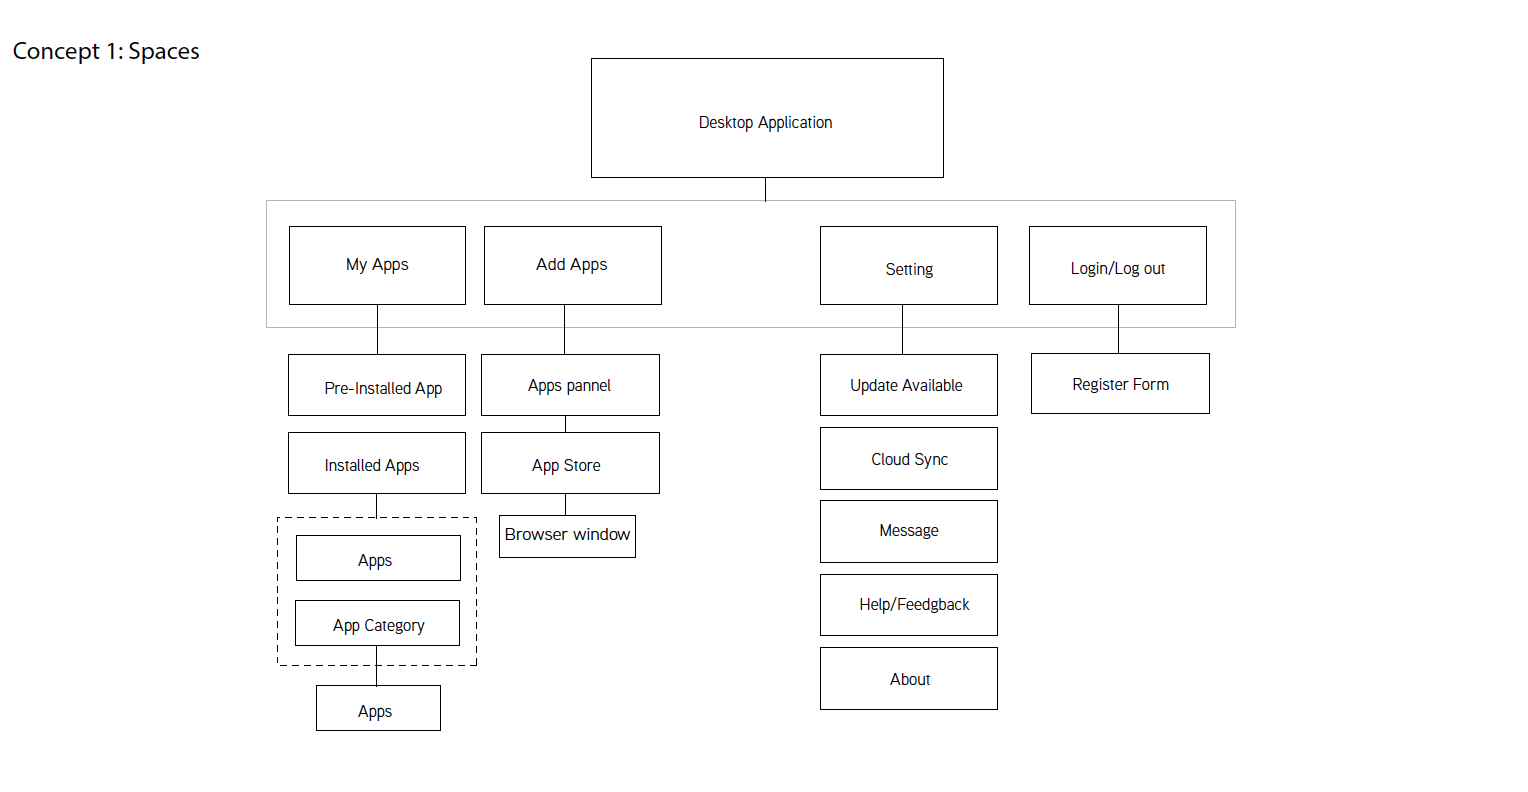 Concept 1: Spaces
Desktop Application
My Apps
Add Apps
Setting
Login/Log out
Pre-Installed App
Apps pannel
Update Available
Register Form
Installed Apps
App Store
Cloud Sync
Browser window
Message
Apps
Help/Feedgback
App Category
About
Apps